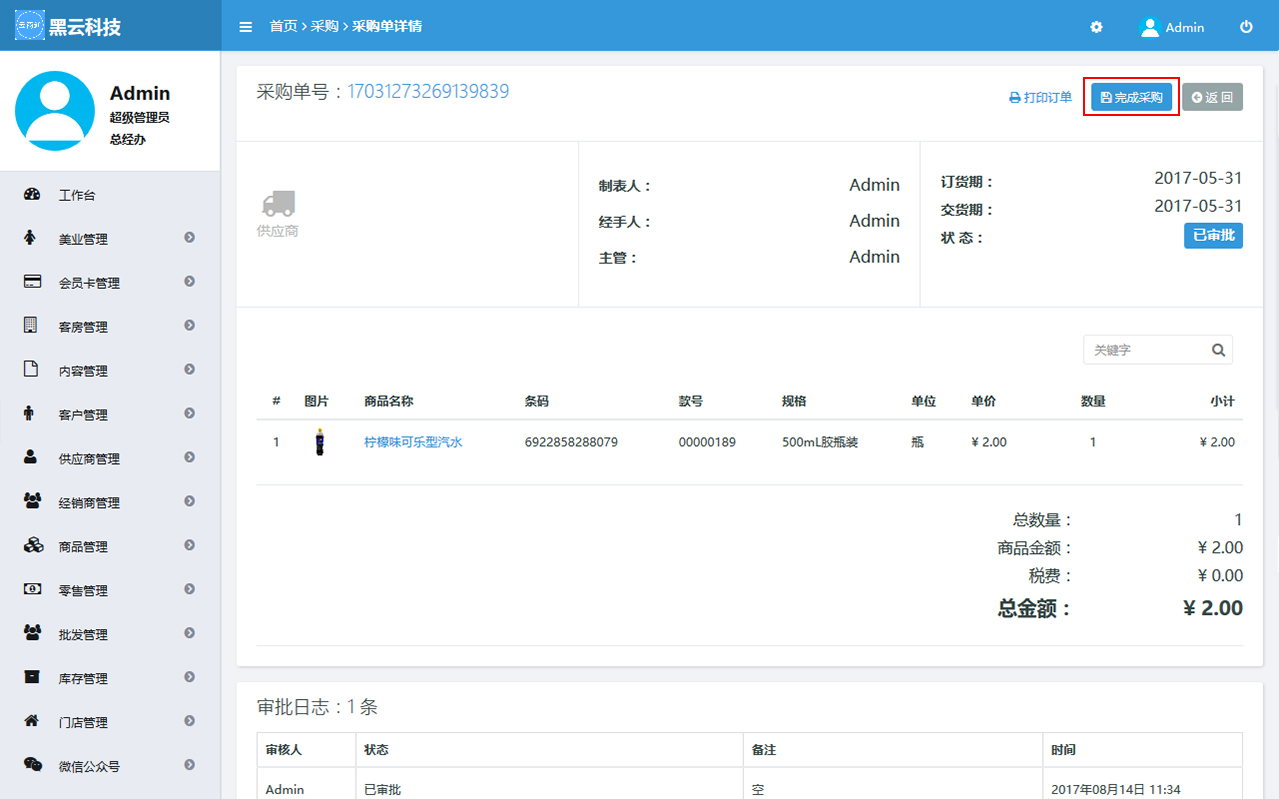 黑云科技
首页 > 采购 > 采购单详情
Admin
Admin
超级管理员
总经办
工作台
美业管理
会员卡管理
客房管理
内容管理
客户管理
供应商管理
经销商管理
商品管理
零售管理
批发管理
库存管理
门店管理
微信公众号
采购单号：17031273269139839
打印订单 完成采购 返 回
供应商
制表人： Admin
经手人： Admin
主管： Admin
订货期： 2017-05-31
交货期： 2017-05-31
状 态： 已审批
关键字
# 图片 商品名称 条码 款号 规格 单位 单价 数量 小计
1 柠檬味可乐型汽水 6922858288079 00000189 500mL胶瓶装 瓶 ¥ 2.00 1 ¥ 2.00
总数量： 1
商品金额： ¥ 2.00
税费： ¥ 0.00
总金额： ¥ 2.00
审批日志：1 条
审核人 状态 备注 时间
Admin 已审批 空 2017年08月14日 11:34